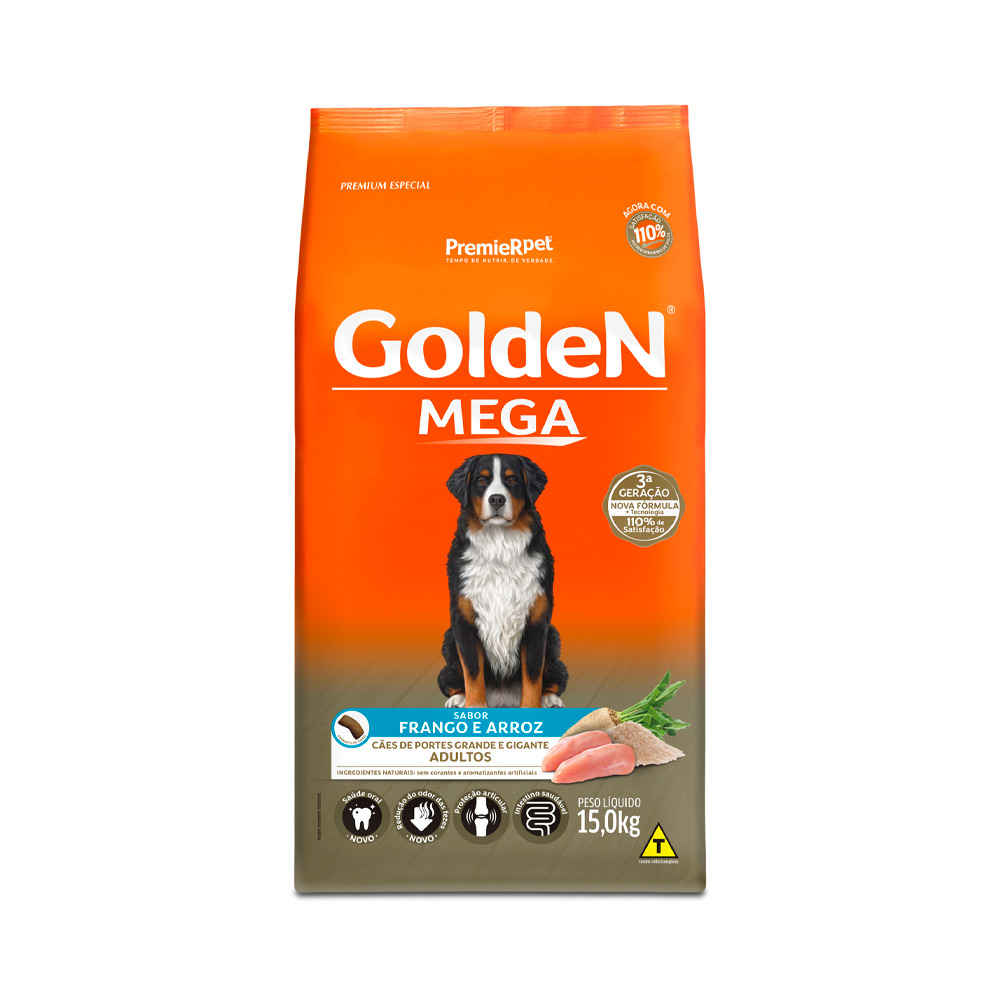 PREMIUM ESPECIAL
AGORA COM
SATISFAÇÃO
110%
PremieRpet®
TEMPO DE NUTRIR. DE VERDADE.
GoldeN®
MEGA
3ª
GERAÇÃO
NOVA FÓRMULA
+ Tecnologia
110% de
Satisfação
SABOR
FRANGO E ARROZ
CÃES DE PORTES GRANDE E GIGANTE
ADULTOS
INGREDIENTES NATURAIS: sem corantes e aromatizantes artificiais
Saúde oral
NOVO
Redução do odor das fezes
NOVO
Proteção articular
Intestino saudável
PESO LÍQUIDO
15,0kg
T